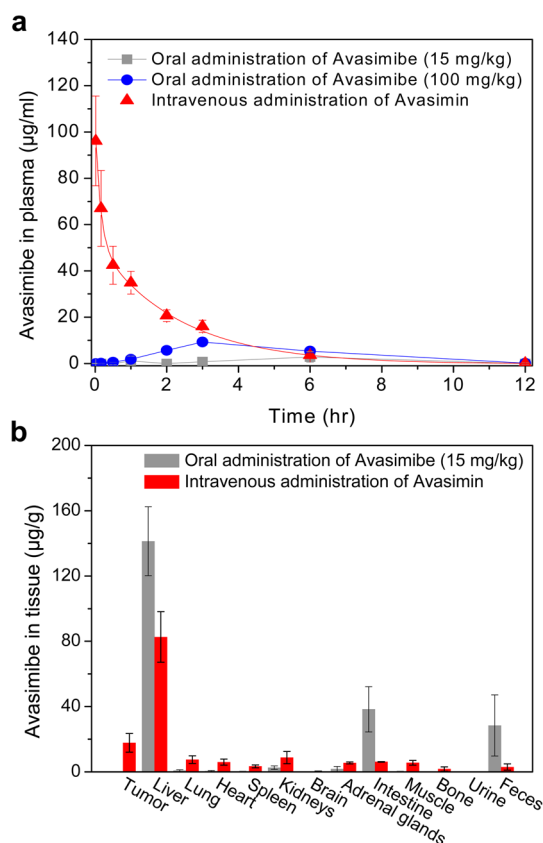 a
140
120
100
80
60
40
20
0
Avasimibe in plasma (µg/ml)
Oral administration of Avasimibe (15 mg/kg)
Oral administration of Avasimibe (100 mg/kg)
Intravenous administration of Avasimin
0 2 4 6 8 10 12
Time (hr)
b
200
160
120
80
40
0
Avasimibe in tissue (µg/g)
Oral administration of Avasimibe (15 mg/kg)
Intravenous administration of Avasimin
Tumor
Liver
Lung
Heart
Spleen
Kidneys
Brain
Adrenal glands
Intestine
Muscle
Bone
Urine
Feces